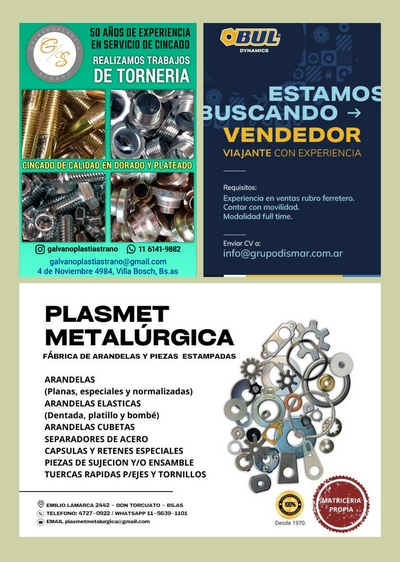 G S
50 AÑOS DE EXPERIENCIA
EN SERVICIO DE CINCADO
REALIZAMOS TRABAJOS
DE TORNERIA
CINCADO DE CALIDAD EN DORADO Y PLATEADO
galvanoplastiastrano 11 6141-9882
galvanoplastiastrano@gmail.com
4 de Noviembre 4984, Villa Bosch, Bs.as
BUL
DYNAMICS
ESTAMOS
BUSCANDO →
VENDEDOR
VIAJANTE CON EXPERIENCIA
Requisitos:
Experiencia en ventas rubro ferretero.
Contar con movilidad.
Modalidad full time.
Enviar CV a:
info@grupodismar.com.ar
PLASMET
METALÚRGICA
FÁBRICA DE ARANDELAS Y PIEZAS ESTAMPADAS
ARANDELAS
(Planas, especiales y normalizadas)
ARANDELAS ELASTICAS
(Dentada, platillo y bombé)
ARANDELAS CUBETAS
SEPARADORES DE ACERO
CAPSULAS Y RETENES ESPECIALES
PIEZAS DE SUJECION Y/O ENSAMBLE
TUERCAS RAPIDAS P/EJES Y TORNILLOS
EMILIO LAMARCA 2442 - DON TORCUATO - BS.AS
TELEFONO: 4727-0922 / WHATSAPP 11-5639-1101
EMAIL plasmetmetalurgica@gmail.com
100%
Desde 1970.
MATRICERIA
PROPIA